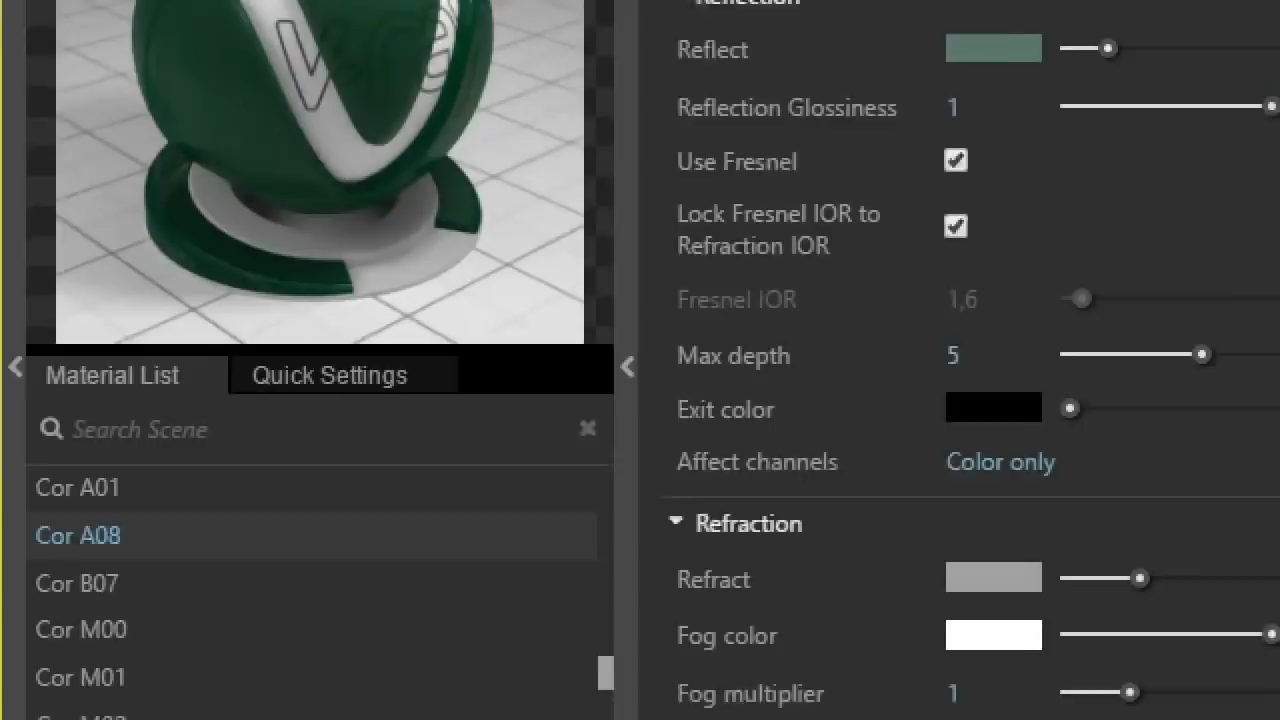 Reflection
Reflect
Reflection Glossiness 1
Use Fresnel
Lock Fresnel IOR to
Refraction IOR
Fresnel IOR 1,6
Max depth 5
Exit color
Affect channels Color only
Refraction
Refract
Fog color
Fog multiplier 1
Material List Quick Settings
Search Scene
Cor A01
Cor A08
Cor B07
Cor M00
Cor M01